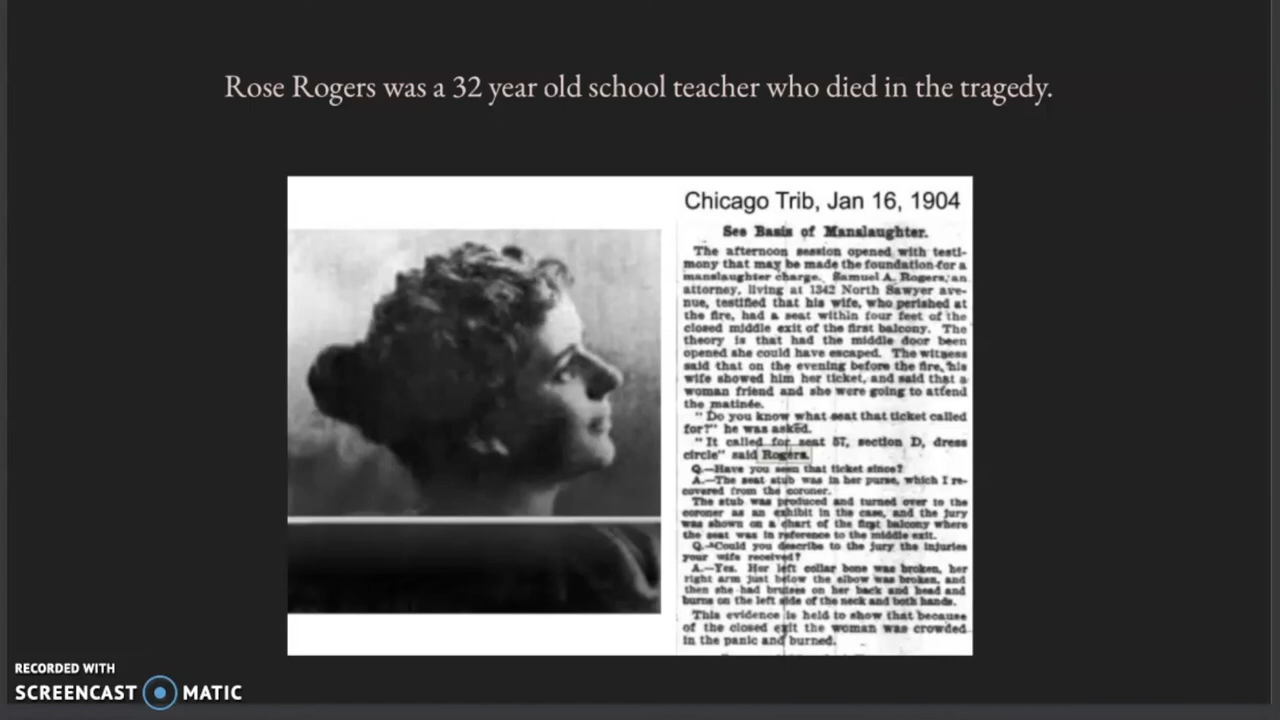 Rose Rogers was a 32 year old school teacher who died in the tragedy.
Chicago Trib, Jan 16, 1904
See Basis of Manslaughter.
The afternoon session opened with testi-
mony that may be made the foundation for a
manslaughter charge. Samuel A. Rogers, an
attorney, living at 1342 North Sawyer ave-
nue, testified that his wife, who perished at
the fire, had a seat within four feet of the
closed middle exit of the first balcony. The
theory is that had the middle door been
opened she could have escaped. The witness
said that on the evening before the fire, his
wife showed him her ticket, and said that a
woman friend and she were going to attend
the matinée.
"Do you know what seat that ticket called
for?" he was asked.
"It called for seat 57, section D, dress
circle" said Rogers.
Q.—Have you seen that ticket since?
A.—The seat stub was in her purse, which I re-
covered from the coroner.
The stub was produced and turned over to the
coroner as an exhibit in the case, and the jury
was shown on a chart of the first balcony where
the seat was in reference to the middle exit.
Q.—Could you describe to the jury the injuries
your wife received?
A.—Yes. Her left collar bone was broken, her
right arm just below the elbow was broken, and
then she had bruises on her back and head and
burns on the left side of the neck and both hands.
This evidence is held to show that because
of the closed exit the woman was crowded
in the panic and burned.
RECORDED WITH
SCREENCAST MATIC